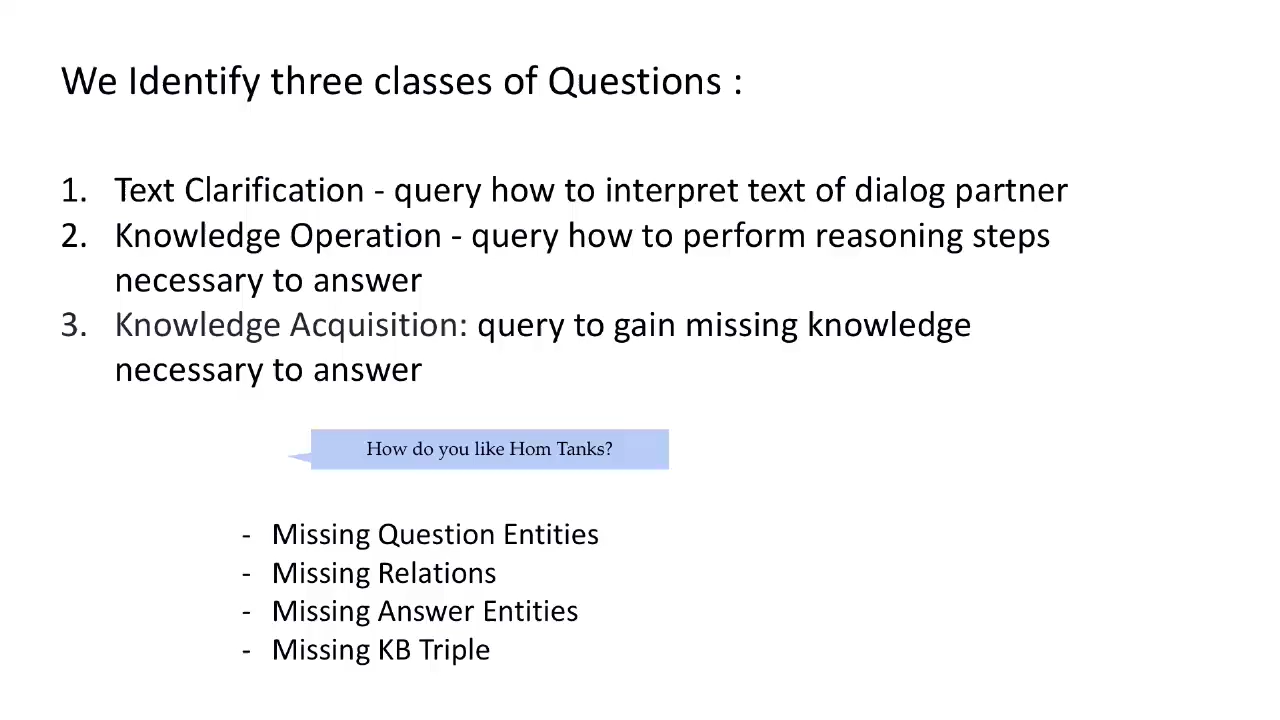 We Identify three classes of Questions :
1. Text Clarification - query how to interpret text of dialog partner
2. Knowledge Operation - query how to perform reasoning steps
necessary to answer
3. Knowledge Acquisition: query to gain missing knowledge
necessary to answer
How do you like Hom Tanks?
- Missing Question Entities
- Missing Relations
- Missing Answer Entities
- Missing KB Triple